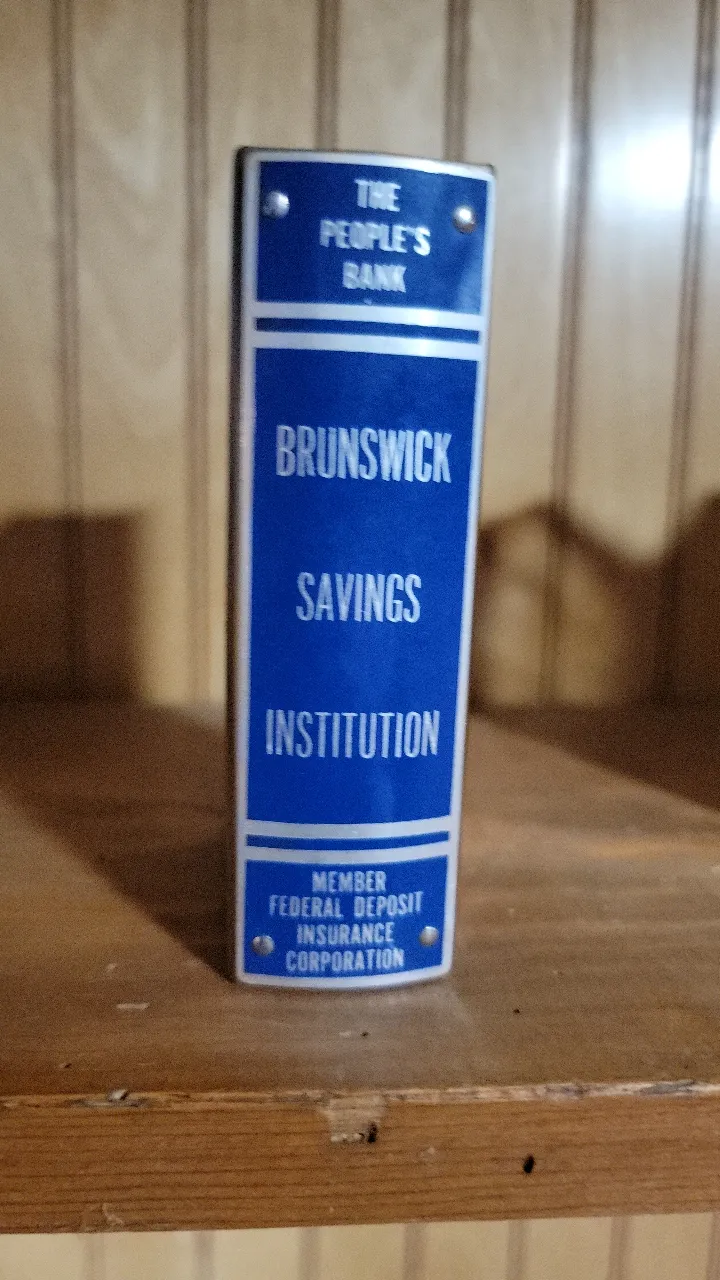 THE
PEOPLE'S
BANK
BRUNSWICK
SAVINGS
INSTITUTION
MEMBER
FEDERAL DEPOSIT
INSURANCE
CORPORATION